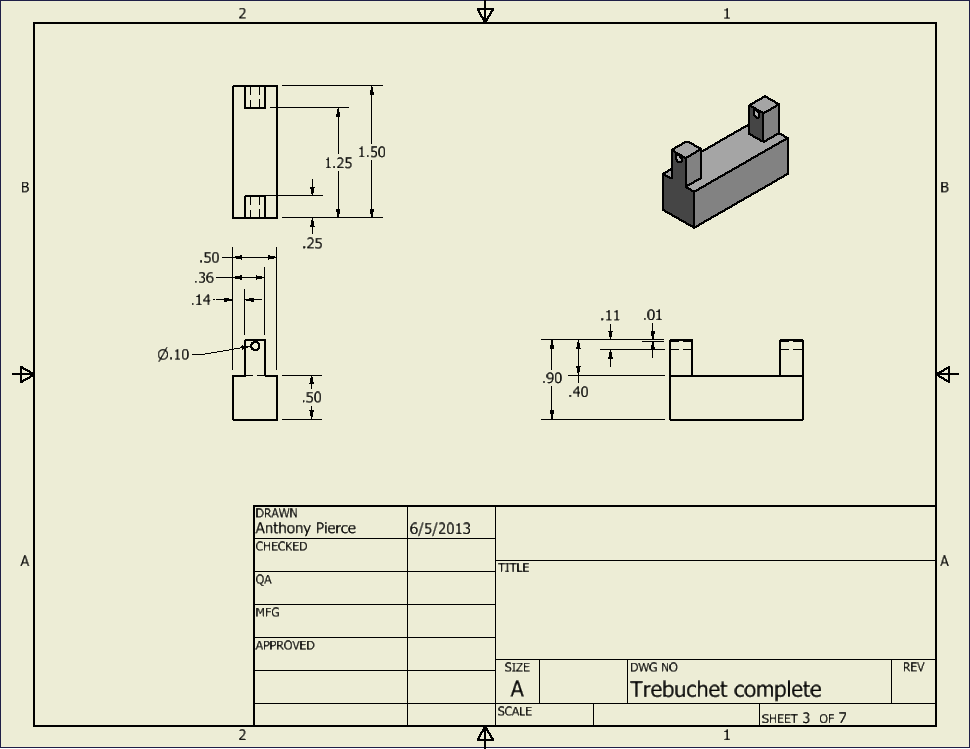 2
1
B
B
1.50
1.25
.25
.50
.36
.14
Ø.10
.50
.11
.01
.90
.40
A
A
DRAWN
Anthony Pierce
6/5/2013
CHECKED
QA
MFG
APPROVED
TITLE
SIZE
A
DWG NO
Trebuchet complete
REV
SCALE
SHEET 3 OF 7
2
1